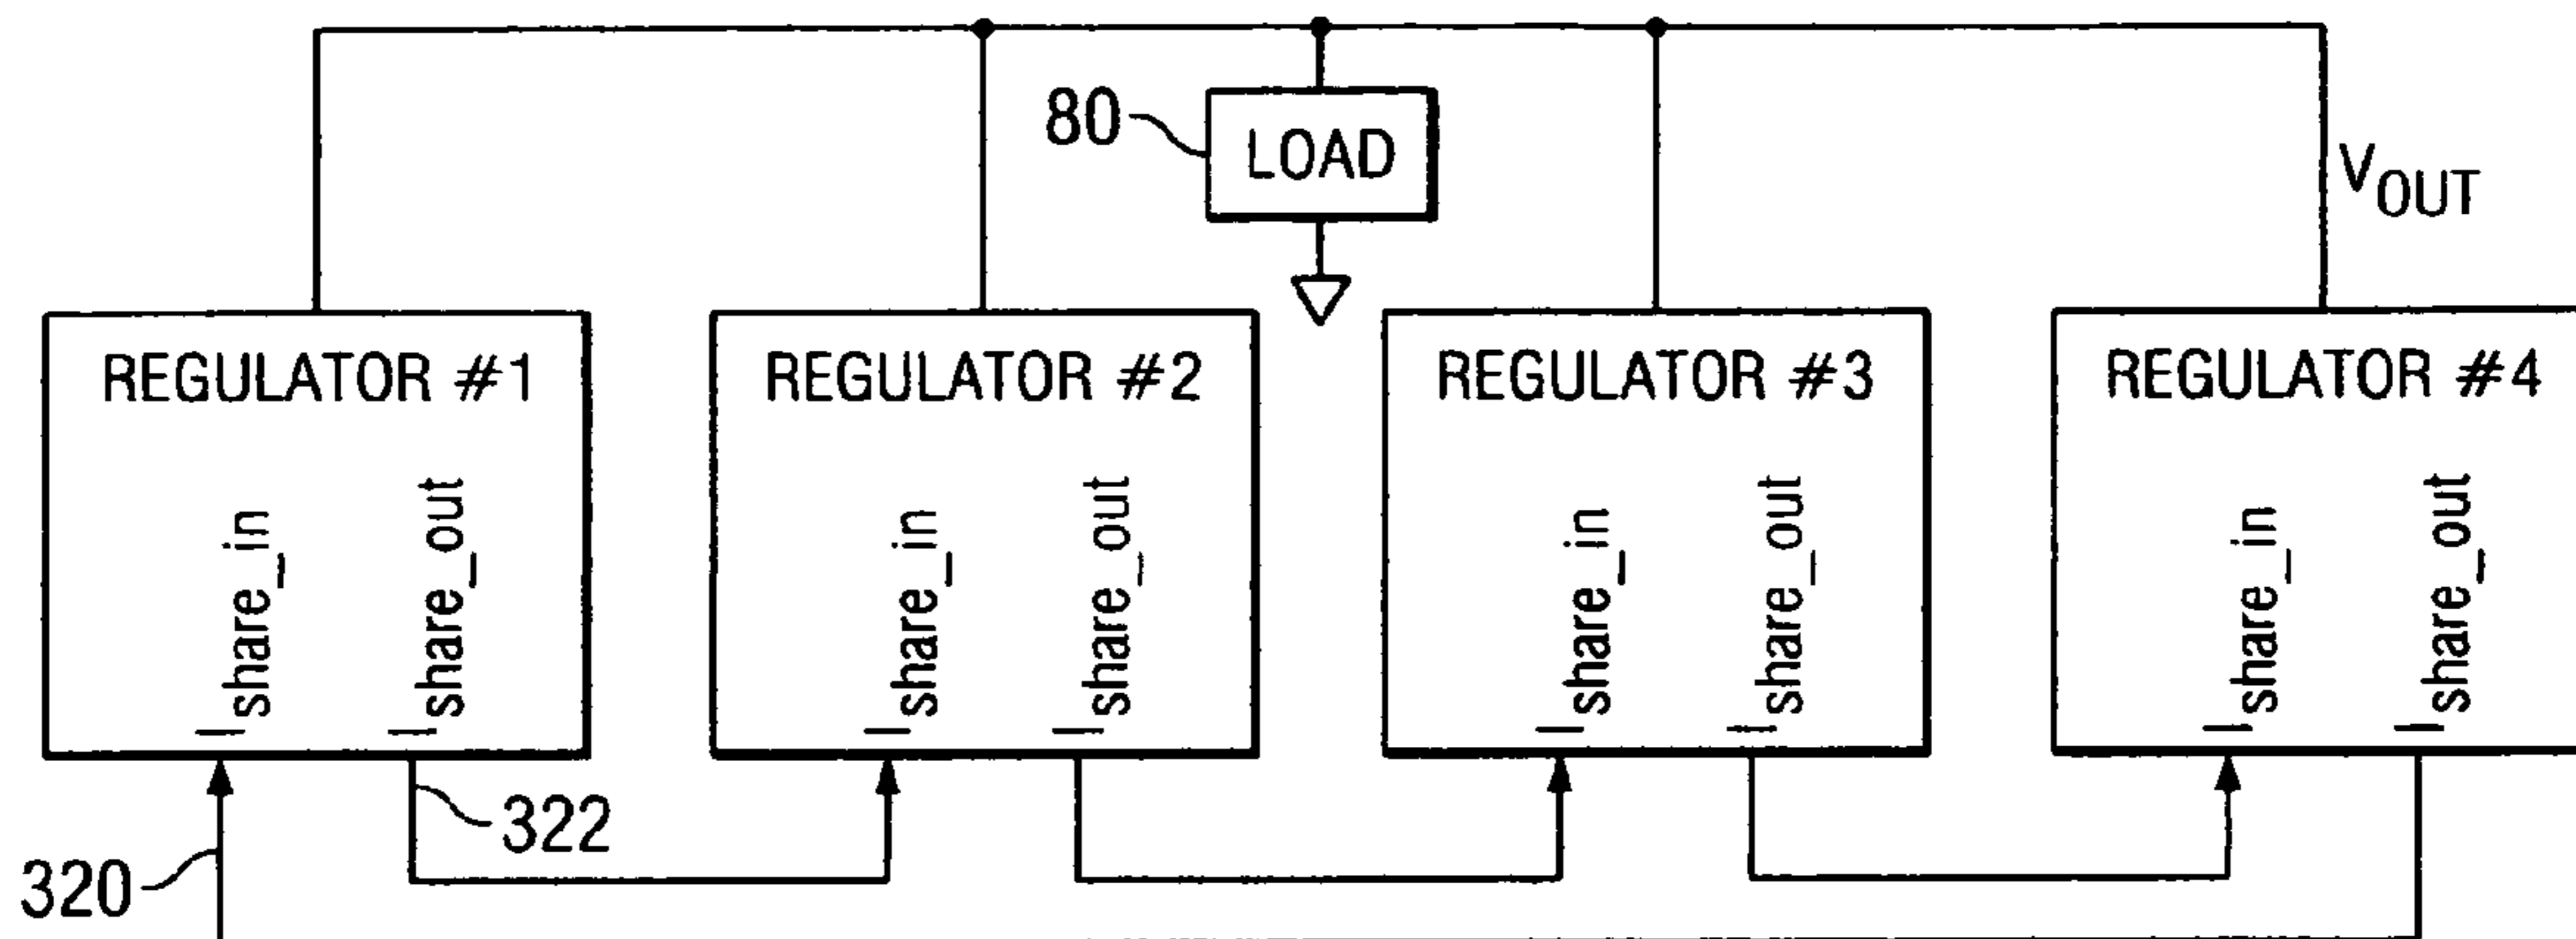 80
LOAD
VOUT
REGULATOR #1
REGULATOR #2
REGULATOR #3
REGULATOR #4
Ishare_in
Ishare_out
Ishare_in
Ishare_out
Ishare_in
Ishare_out
Ishare_in
Ishare_out
322
320